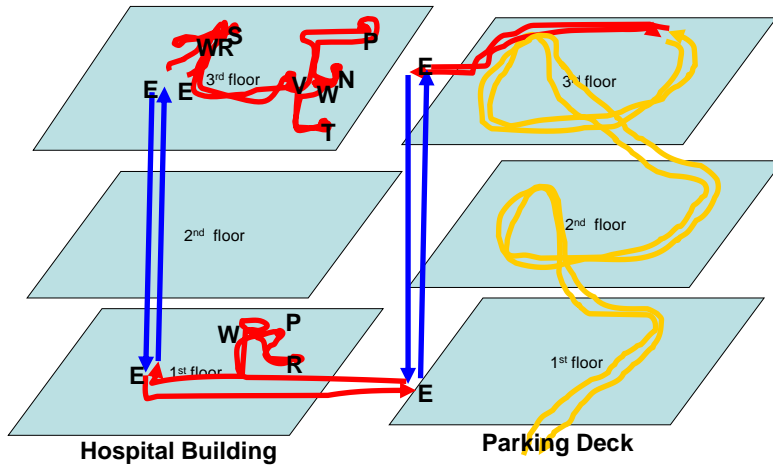 S
WR
P
E
3rd floor
V
N
W
E
E
T
3rd floor
2nd floor
2nd floor
W
P
R
E
1st floor
1st floor
E
Hospital Building
Parking Deck